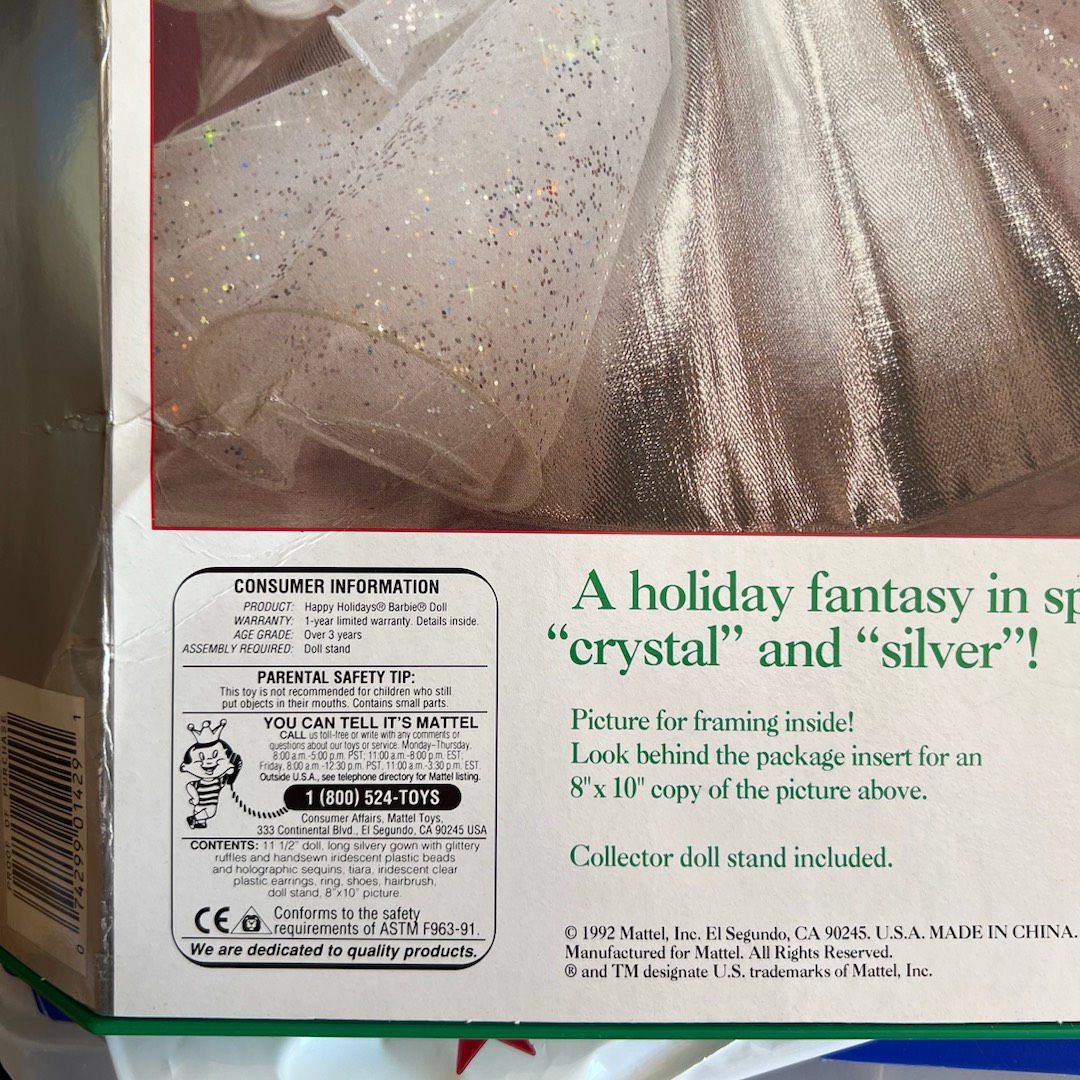 CONSUMER INFORMATION
PRODUCT: Happy Holidays® Barbie® Doll
WARRANTY: 1-year limited warranty. Details inside.
AGE GRADE: Over 3 years
ASSEMBLY REQUIRED: Doll stand
PARENTAL SAFETY TIP:
This toy is not recommended for children who still
put objects in their mouths. Contains small parts.
YOU CAN TELL IT'S MATTEL
CALL us toll-free or write with any comments or
questions about our toys or service. Monday–Thursday,
8:00 a.m.-5:00 p.m. PST, 11:00 a.m.-8:00 p.m. EST.
Friday, 8:00 a.m.-12:30 p.m. PST, 11:00 a.m.-3:30 p.m. EST.
Outside U.S.A., see telephone directory for Mattel listing.
1 (800) 524-TOYS
Consumer Affairs, Mattel Toys,
333 Continental Blvd., El Segundo, CA 90245 USA
CONTENTS: 11 1/2" doll, long silvery gown with glittery
ruffles and handsewn iridescent plastic beads
and holographic sequins, tiara, iridescent clear
plastic earrings, ring, shoes, hairbrush,
doll stand, 8"x10" picture.
CE
Conforms to the safety
requirements of ASTM F963-91.
We are dedicated to quality products.
A holiday fantasy in sp
“crystal” and “silver”!
Picture for framing inside!
Look behind the package insert for an
8"x 10" copy of the picture above.
Collector doll stand included.
© 1992 Mattel, Inc. El Segundo, CA 90245. U.S.A. MADE IN CHINA.
Manufactured for Mattel. All Rights Reserved.
® and TM designate U.S. trademarks of Mattel, Inc.
PROOF OF PURCHASE
0 74299 01429 1